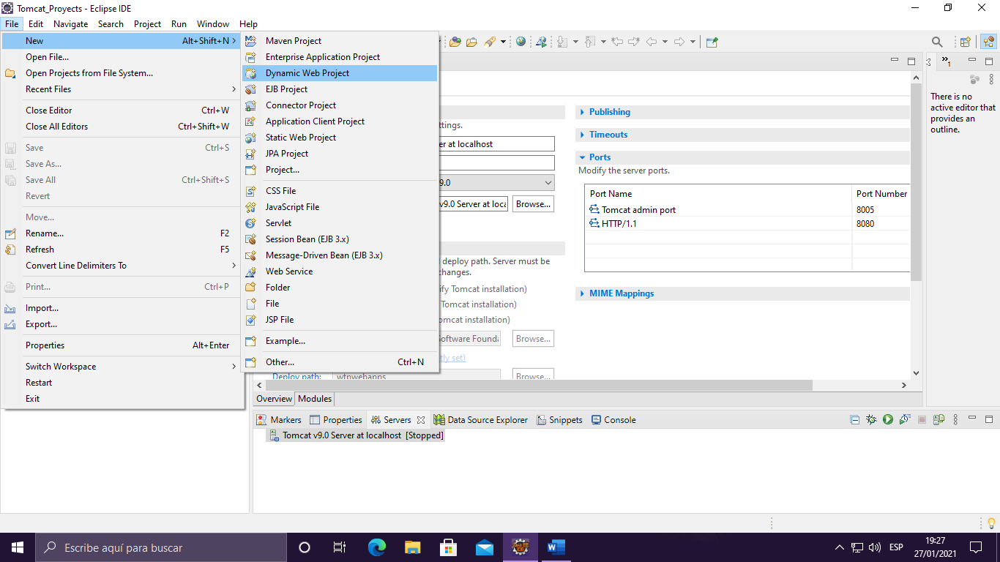 Tomcat_Proyects - Eclipse IDE
File Edit Navigate Search Project Run Window Help
New Alt+Shift+N
Open File...
Open Projects from File System...
Recent Files
Close Editor Ctrl+W
Close All Editors Ctrl+Shift+W
Save Ctrl+S
Save As...
Save All Ctrl+Shift+S
Revert
Move...
Rename... F2
Refresh F5
Convert Line Delimiters To
Print... Ctrl+P
Import...
Export...
Properties Alt+Enter
Switch Workspace
Restart
Exit
Maven Project
Enterprise Application Project
Dynamic Web Project
EJB Project
Connector Project
Application Client Project
Static Web Project
JPA Project
Project...
CSS File
JavaScript File
Servlet
Session Bean (EJB 3.x)
Message-Driven Bean (EJB 3.x)
Web Service
Folder
File
JSP File
Example...
Other... Ctrl+N
ttings.
er at localhost
9.0
v9.0 Server at loca
Browse...
deploy path. Server must be
changes.
ify Tomcat installation)
Tomcat installation)
omcat installation)
Software Founda
Browse...
tly set)
Deploy path: wtpwebapps Browse...
Publishing
Timeouts
Ports
Modify the server ports.
Port Name Port Number
Tomcat admin port 8005
HTTP/1.1 8080
MIME Mappings
1
There is no
active editor that
provides an
outline.
Overview Modules
Markers Properties Servers Data Source Explorer Snippets Console
Tomcat v9.0 Server at localhost [Stopped]
Escribe aquí para buscar
JAVA EE
IDE
W
ESP
19:27
27/01/2021